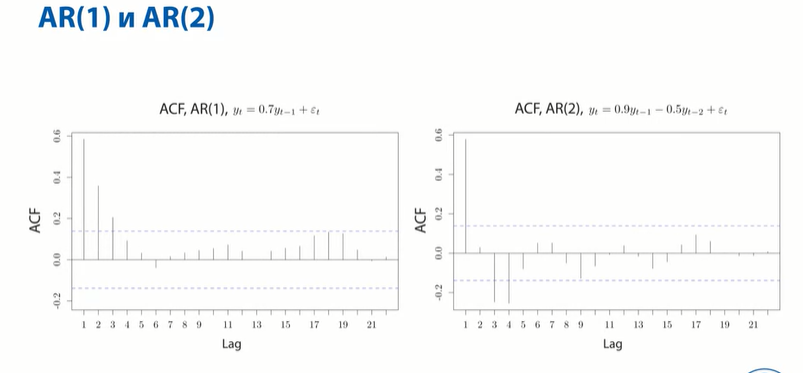 AR(1) и AR(2)
ACF, AR(1), yₜ = 0.7yₜ₋₁ + εₜ
ACF
0.6
0.4
0.2
0.0
-0.2
1 2 3 4 5 6 7 8 9 11 13 15 17 19 21
Lag
ACF, AR(2), yₜ = 0.9yₜ₋₁ − 0.5yₜ₋₂ + εₜ
ACF
0.6
0.4
0.2
0.0
-0.2
1 2 3 4 5 6 7 8 9 11 13 15 17 19 21
Lag